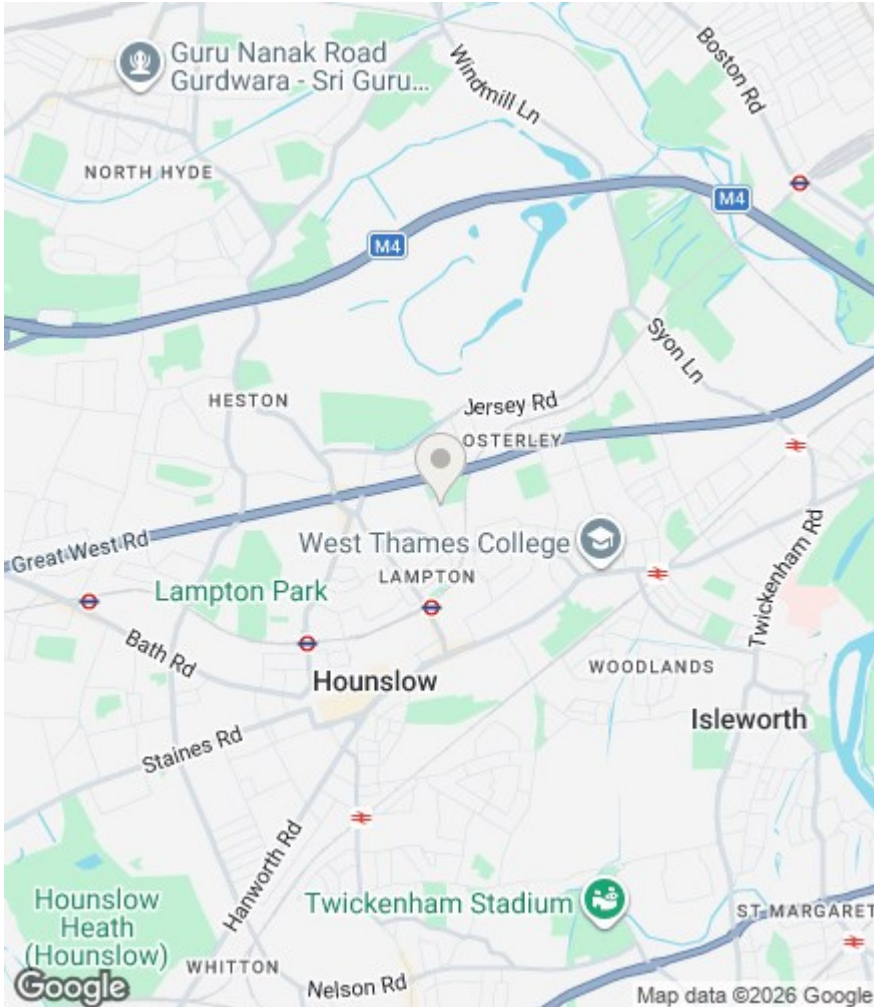 Guru Nanak Road
Gurdwara - Sri Guru...
Windmill Ln
Boston Rd
NORTH HYDE
M4
M4
Syon Ln
HESTON
Jersey Rd
OSTERLEY
Great West Rd
West Thames College
LAMPTON
Lampton Park
Twickenham Rd
Bath Rd
Hounslow
WOODLANDS
Isleworth
Staines Rd
Hanworth Rd
Hounslow
Heath
(Hounslow)
Twickenham Stadium
ST MARGARET
WHITTON
Nelson Rd
Google
Map data ©2026 Google